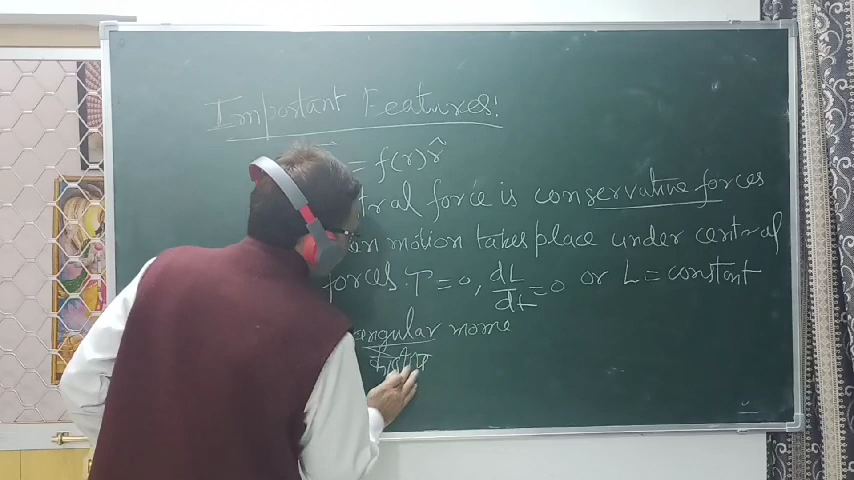 Important Features!
= f(r) r̂
tral force is conservative forces
en motion takes place under central
forces. τ = 0, dL/dt = 0 or L = constant
angular mome